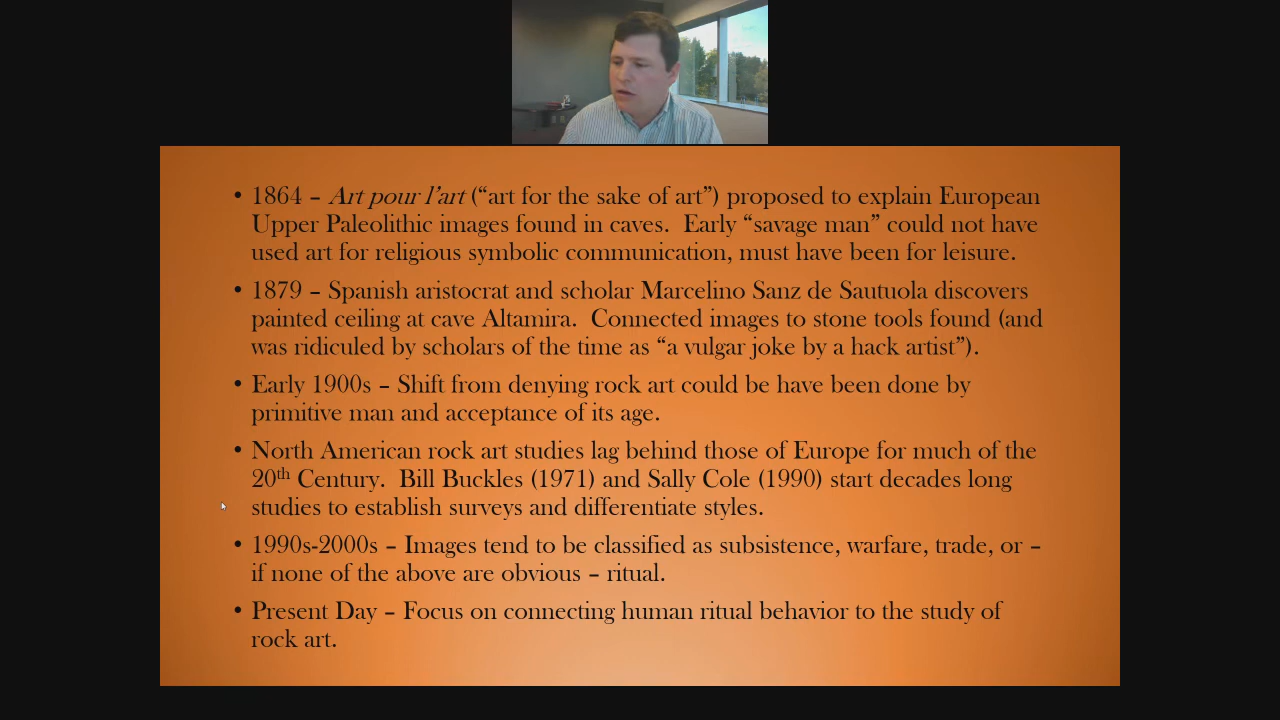 • 1864 – Art pour l’art (“art for the sake of art”) proposed to explain European
Upper Paleolithic images found in caves.  Early “savage man” could not have
used art for religious symbolic communication, must have been for leisure.
• 1879 – Spanish aristocrat and scholar Marcelino Sanz de Sautuola discovers
painted ceiling at cave Altamira.  Connected images to stone tools found (and
was ridiculed by scholars of the time as “a vulgar joke by a hack artist”).
• Early 1900s – Shift from denying rock art could be have been done by
primitive man and acceptance of its age.
• North American rock art studies lag behind those of Europe for much of the
20th Century.  Bill Buckles (1971) and Sally Cole (1990) start decades long
studies to establish surveys and differentiate styles.
• 1990s-2000s – Images tend to be classified as subsistence, warfare, trade, or –
if none of the above are obvious – ritual.
• Present Day – Focus on connecting human ritual behavior to the study of
rock art.